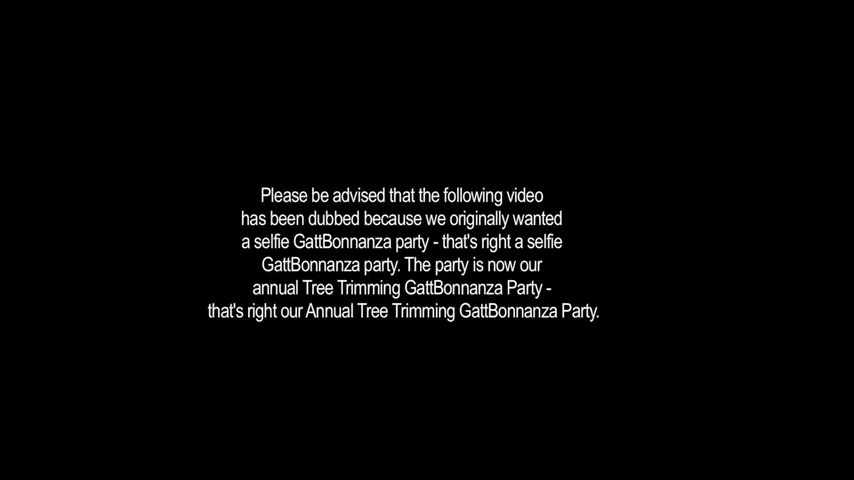 Please be advised that the following video
has been dubbed because we originally wanted
a selfie GattBonnanza party - that's right a selfie
GattBonnanza party. The party is now our
annual Tree Trimming GattBonnanza Party -
that's right our Annual Tree Trimming GattBonnanza Party.